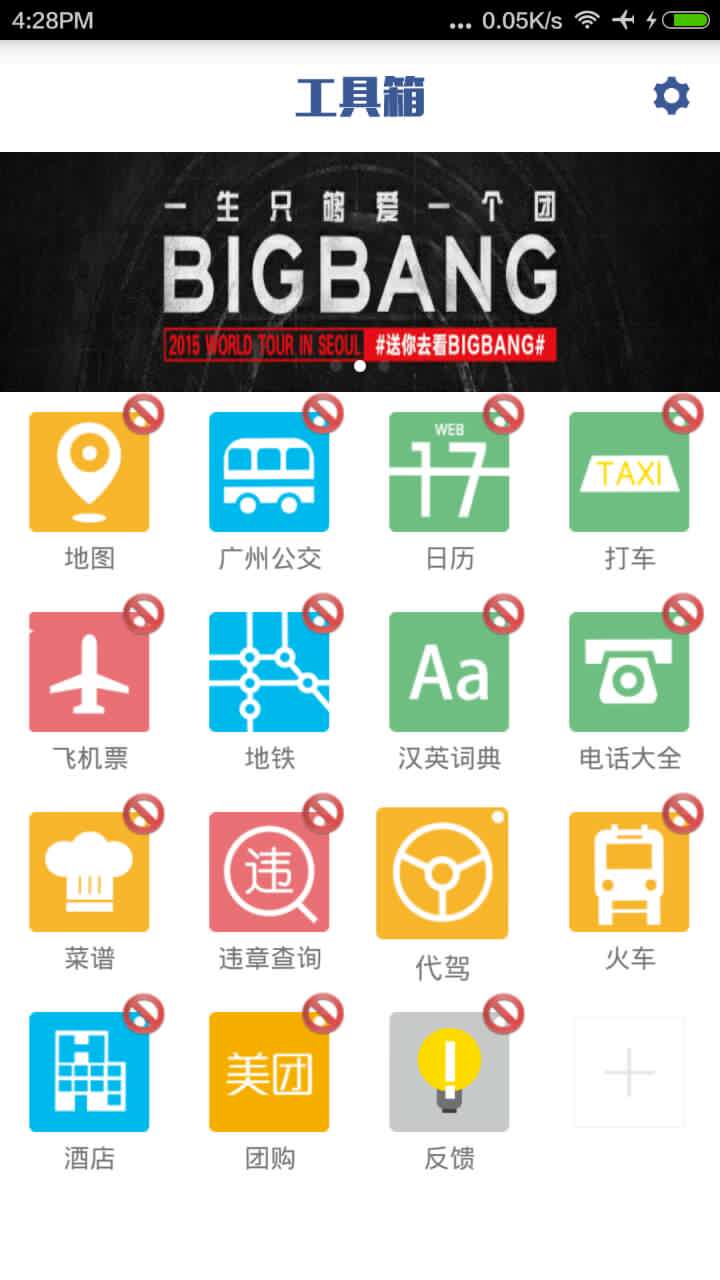 4:28PM
... 0.05K/s
工具箱
一生只够爱一个团
BIGBANG
2015 WORLD TOUR IN SEOUL #送你去看BIGBANG#
WEB
17
TAXI
地图 广州公交 日历 打车
Aa
飞机票 地铁 汉英词典 电话大全
违
菜谱 违章查询 代驾 火车
美团
酒店 团购 反馈